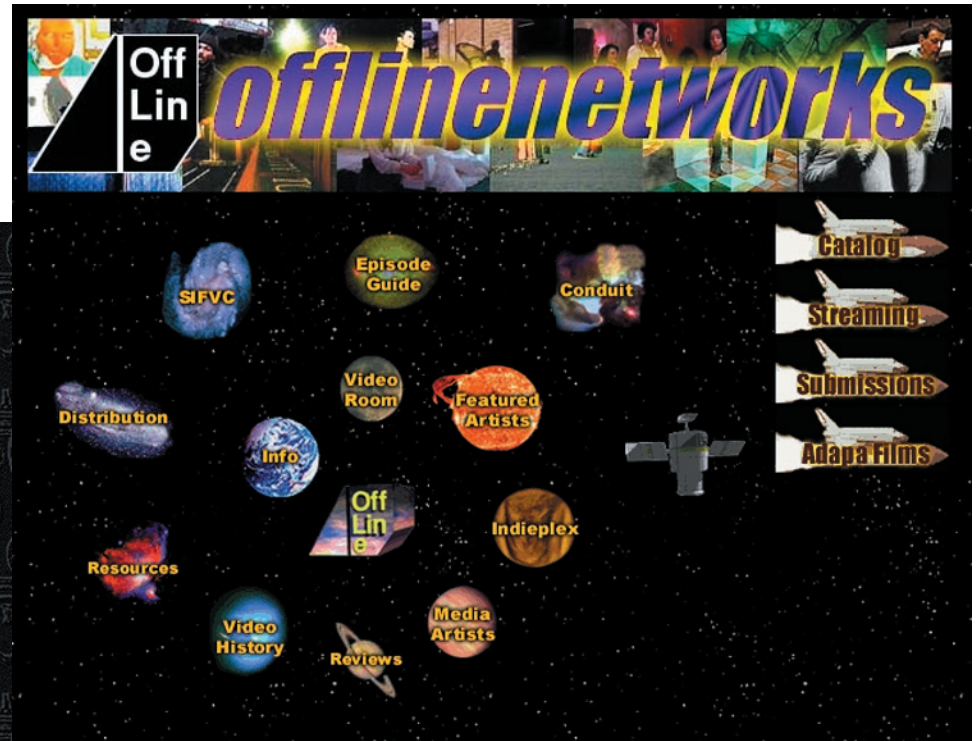 Off
Lin
e
offlinenetworks
Catalog
Episode
Guide
SIFVC
Conduit
Streaming
Video
Room
Submissions
Featured
Artists
Distribution
Info
Adapa Films
Off
Lin
e
Indieplex
Resources
Media
Artists
Video
History
Reviews